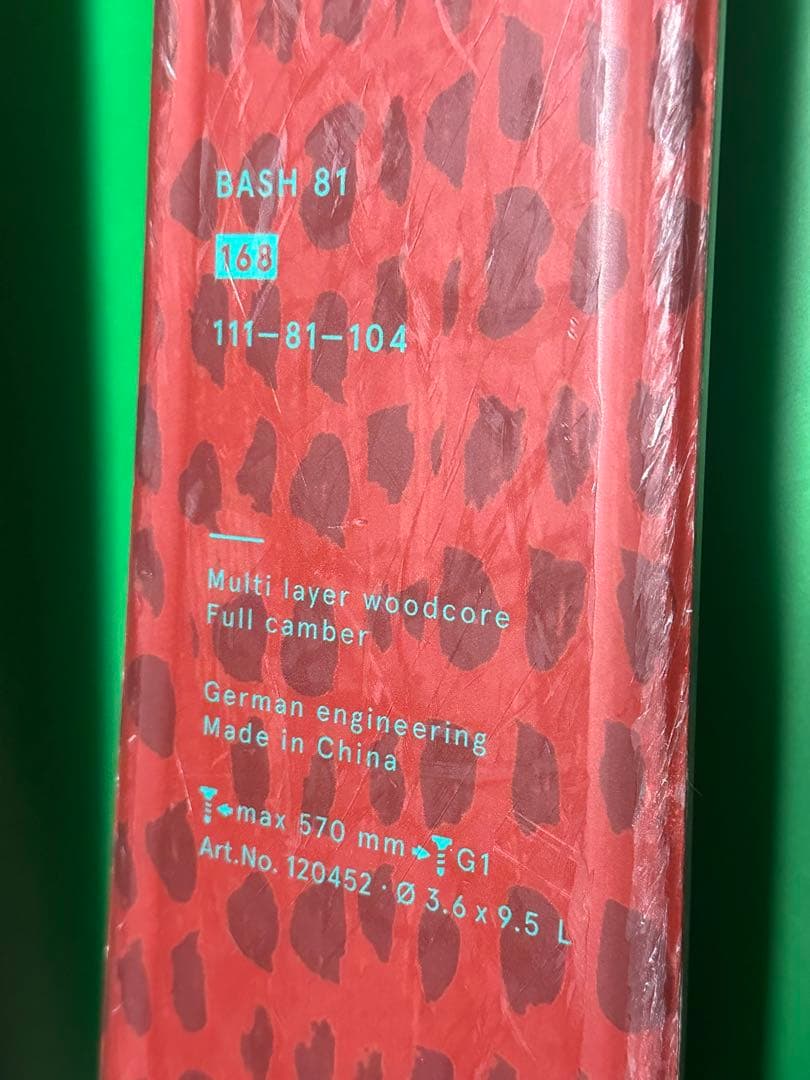 BASH 81
168
111–81–104
Multi layer woodcore
Full camber
German engineering
Made in China
max 570 mm G1
Art.No. 120452 · Ø 3.6 x 9.5 L